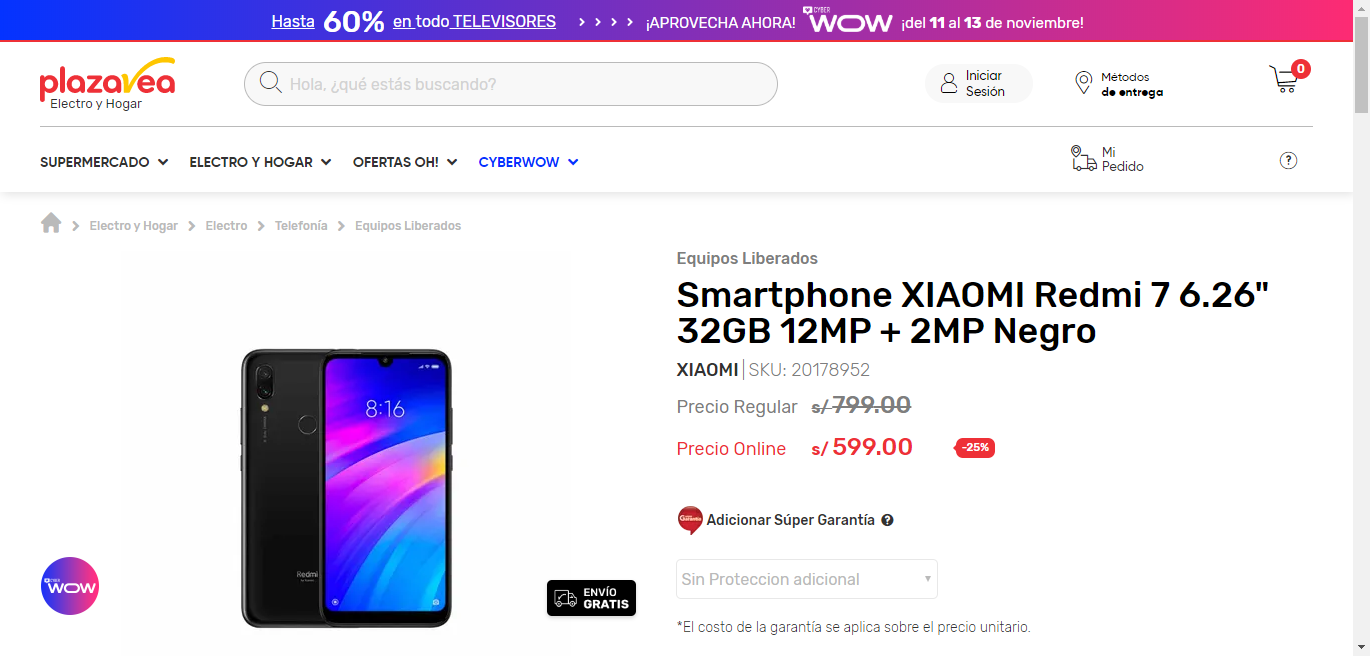 Hasta 60% en todo TELEVISORES > > > > ¡APROVECHA AHORA! CYBER WOW ¡del 11 al 13 de noviembre!
plazavea
Electro y Hogar
Hola, ¿qué estás buscando?
Iniciar
Sesión
Métodos
de entrega
0
SUPERMERCADO
ELECTRO Y HOGAR
OFERTAS OH!
CYBERWOW
Mi
Pedido
?
Electro y Hogar > Electro > Telefonía > Equipos Liberados
Equipos Liberados
Smartphone XIAOMI Redmi 7 6.26"
32GB 12MP + 2MP Negro
XIAOMI | SKU: 20178952
Precio Regular s/ 799.00
Precio Online s/ 599.00 -25%
8:16
Redmi
CYBER
WOW
ENVÍO
GRATIS
Garantía
Adicionar Súper Garantía ?
Sin Proteccion adicional
*El costo de la garantía se aplica sobre el precio unitario.